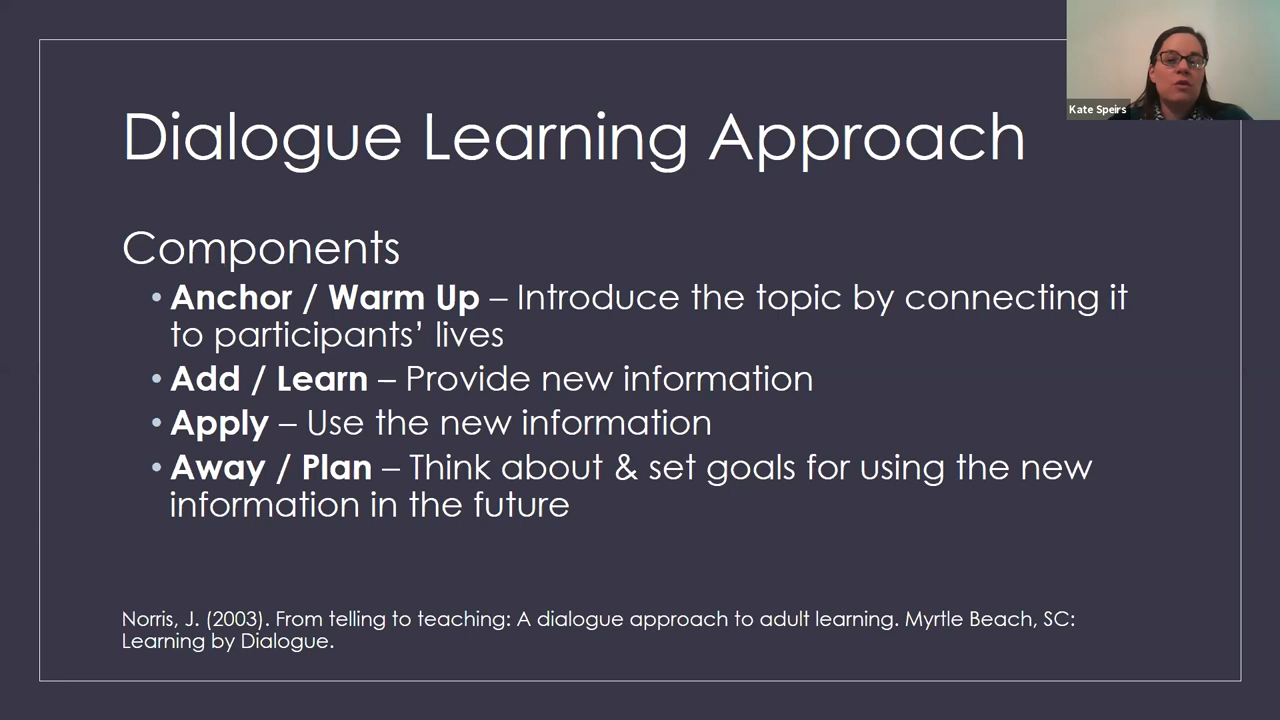 Dialogue Learning Approach
Kate Speirs
Components
• Anchor / Warm Up – Introduce the topic by connecting it
to participants’ lives
• Add / Learn – Provide new information
• Apply – Use the new information
• Away / Plan – Think about & set goals for using the new
information in the future
Norris, J. (2003). From telling to teaching: A dialogue approach to adult learning. Myrtle Beach, SC:
Learning by Dialogue.